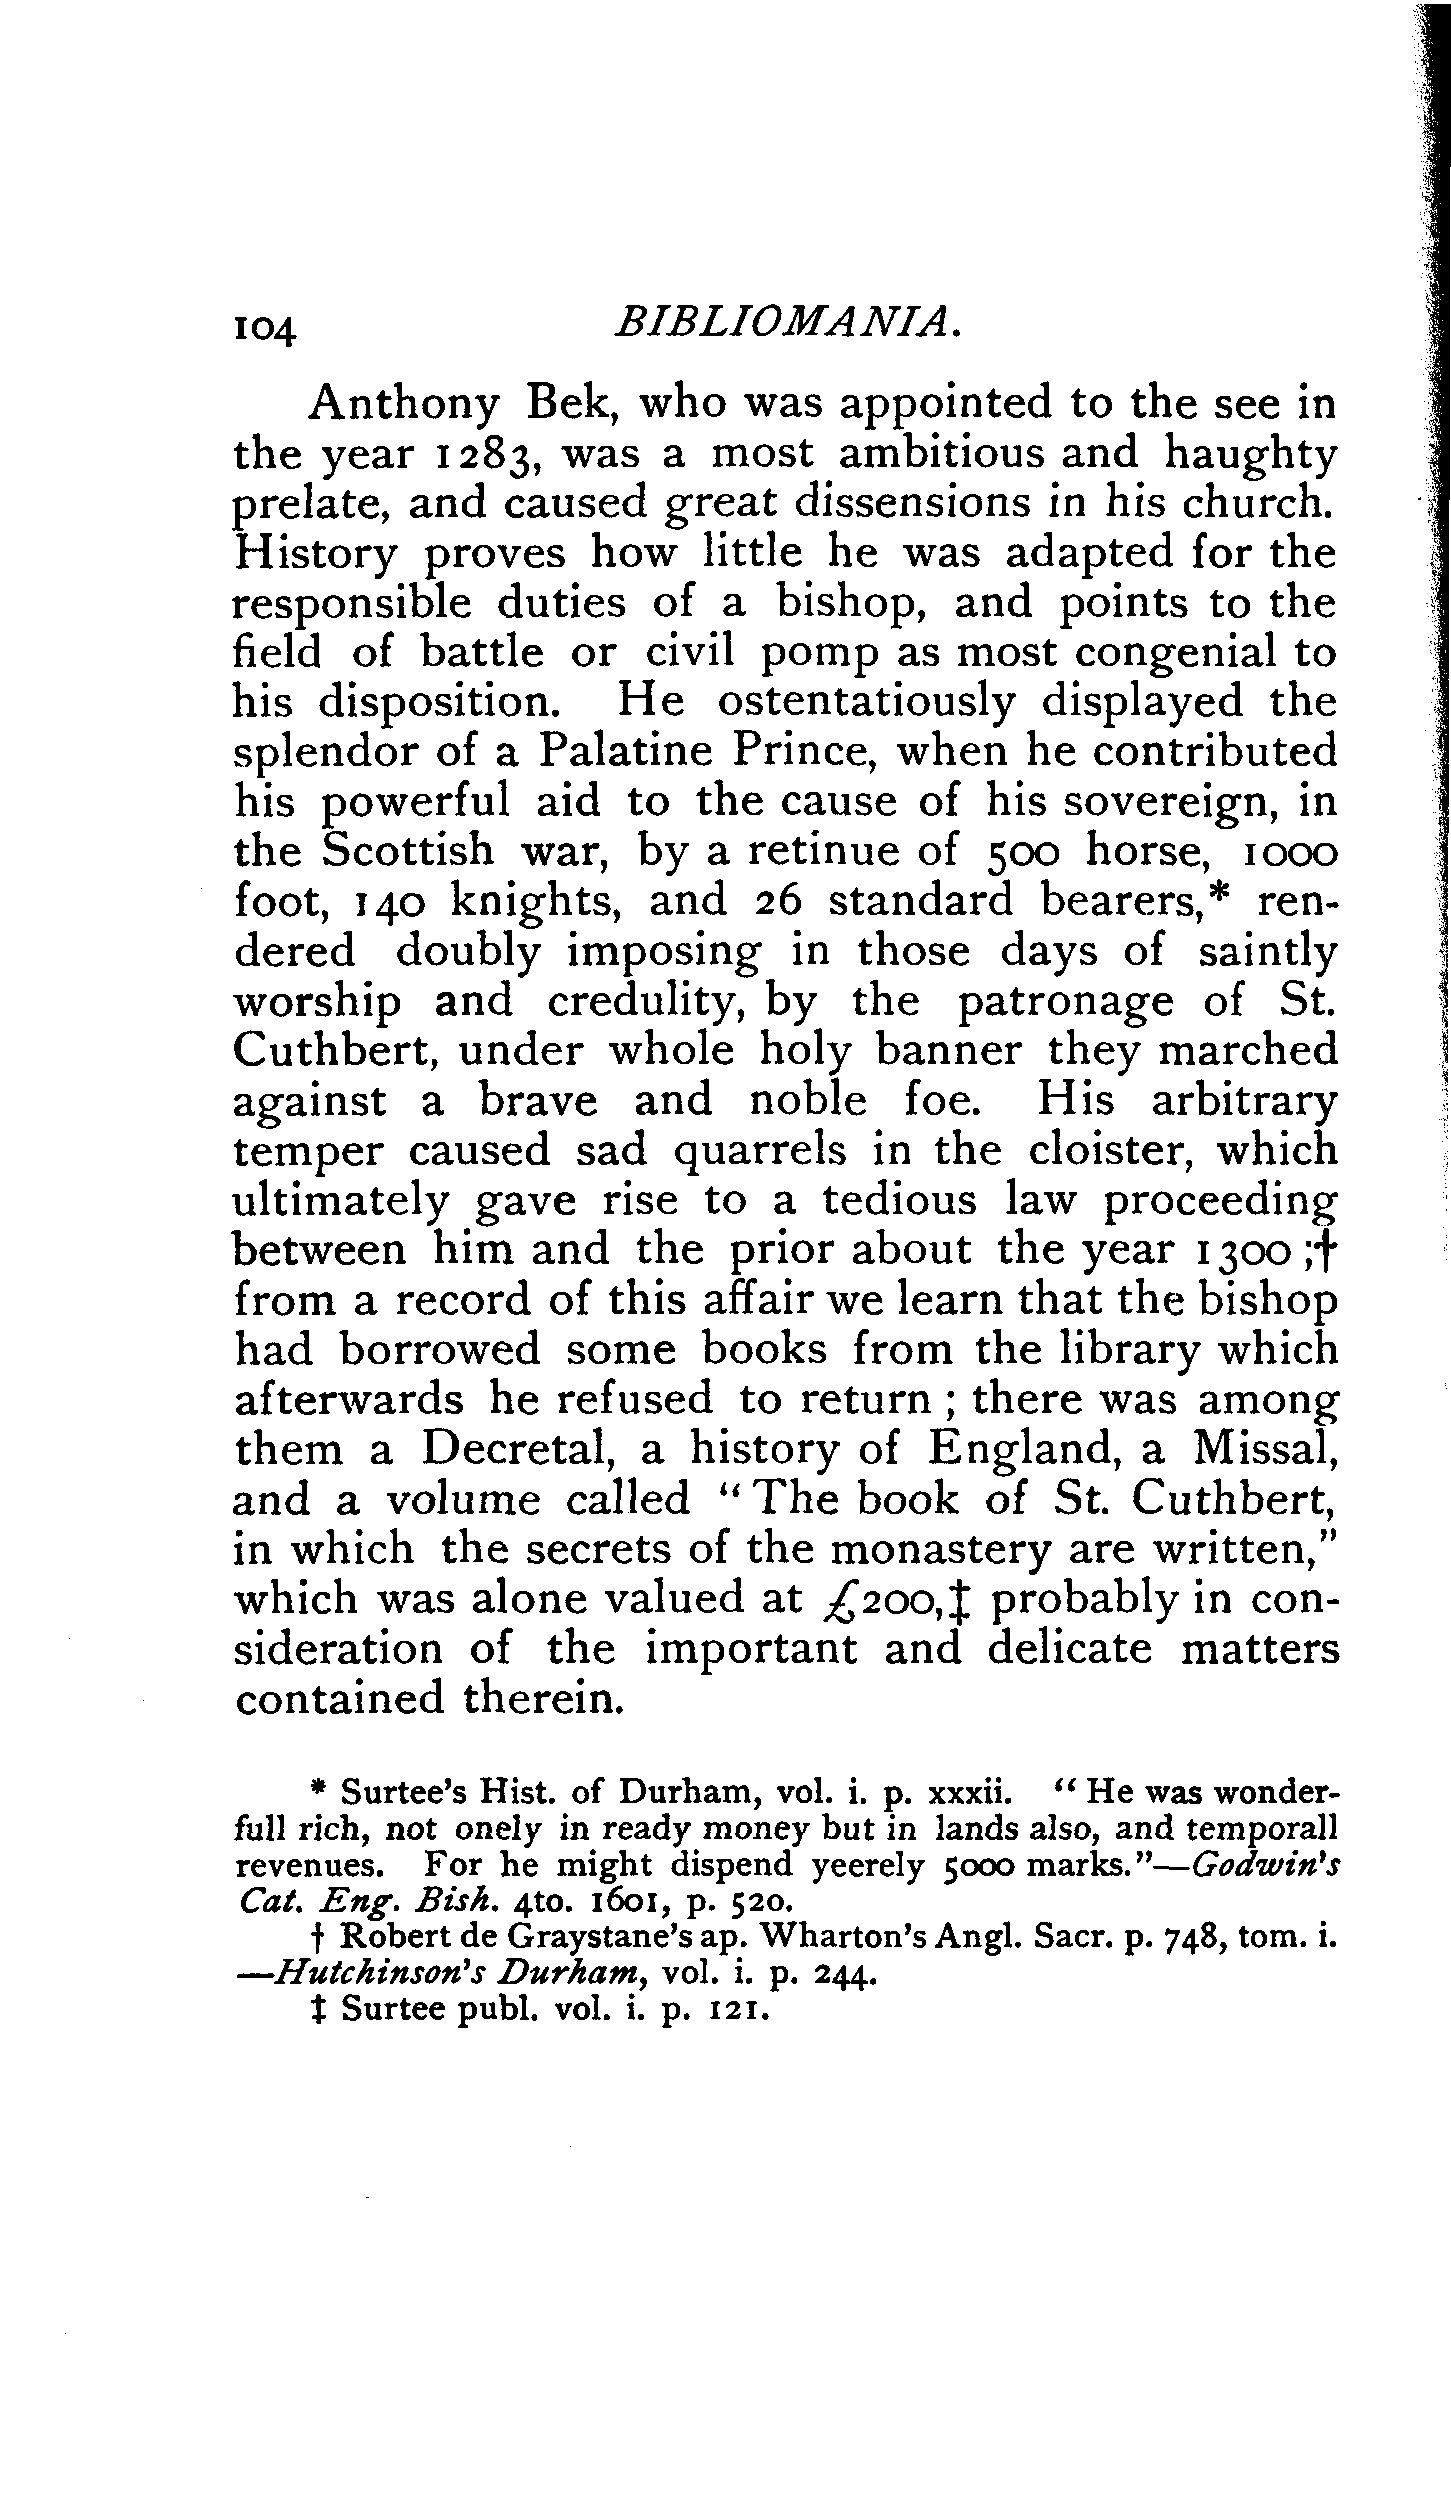 104 BIBLIOMANIA.
Anthony Bek, who was appointed to the see in
the year 1283, was a most ambitious and haughty
prelate, and caused great dissensions in his church.
History proves how little he was adapted for the
responsible duties of a bishop, and points to the
field of battle or civil pomp as most congenial to
his disposition. He ostentatiously displayed the
splendor of a Palatine Prince, when he contributed
his powerful aid to the cause of his sovereign, in
the Scottish war, by a retinue of 500 horse, 1000
foot, 140 knights, and 26 standard bearers,* ren-
dered doubly imposing in those days of saintly
worship and credulity, by the patronage of St.
Cuthbert, under whole holy banner they marched
against a brave and noble foe. His arbitrary
temper caused sad quarrels in the cloister, which
ultimately gave rise to a tedious law proceeding
between him and the prior about the year 1300 ;†
from a record of this affair we learn that the bishop
had borrowed some books from the library which
afterwards he refused to return ; there was among
them a Decretal, a history of England, a Missal,
and a volume called “ The book of St. Cuthbert,
in which the secrets of the monastery are written,”
which was alone valued at £200,‡ probably in con-
sideration of the important and delicate matters
contained therein.
* Surtee's Hist. of Durham, vol. i. p. xxxii. “ He was wonder-
full rich, not onely in ready money but in lands also, and temporall
revenues. For he might dispend yeerely 5000 marks.”—Godwin's
Cat. Eng. Bish. 4to. 1601, p. 520.
† Robert de Graystane's ap. Wharton's Angl. Sacr. p. 748, tom. i.
—Hutchinson's Durham, vol. i. p. 244.
‡ Surtee publ. vol. i. p. 121.